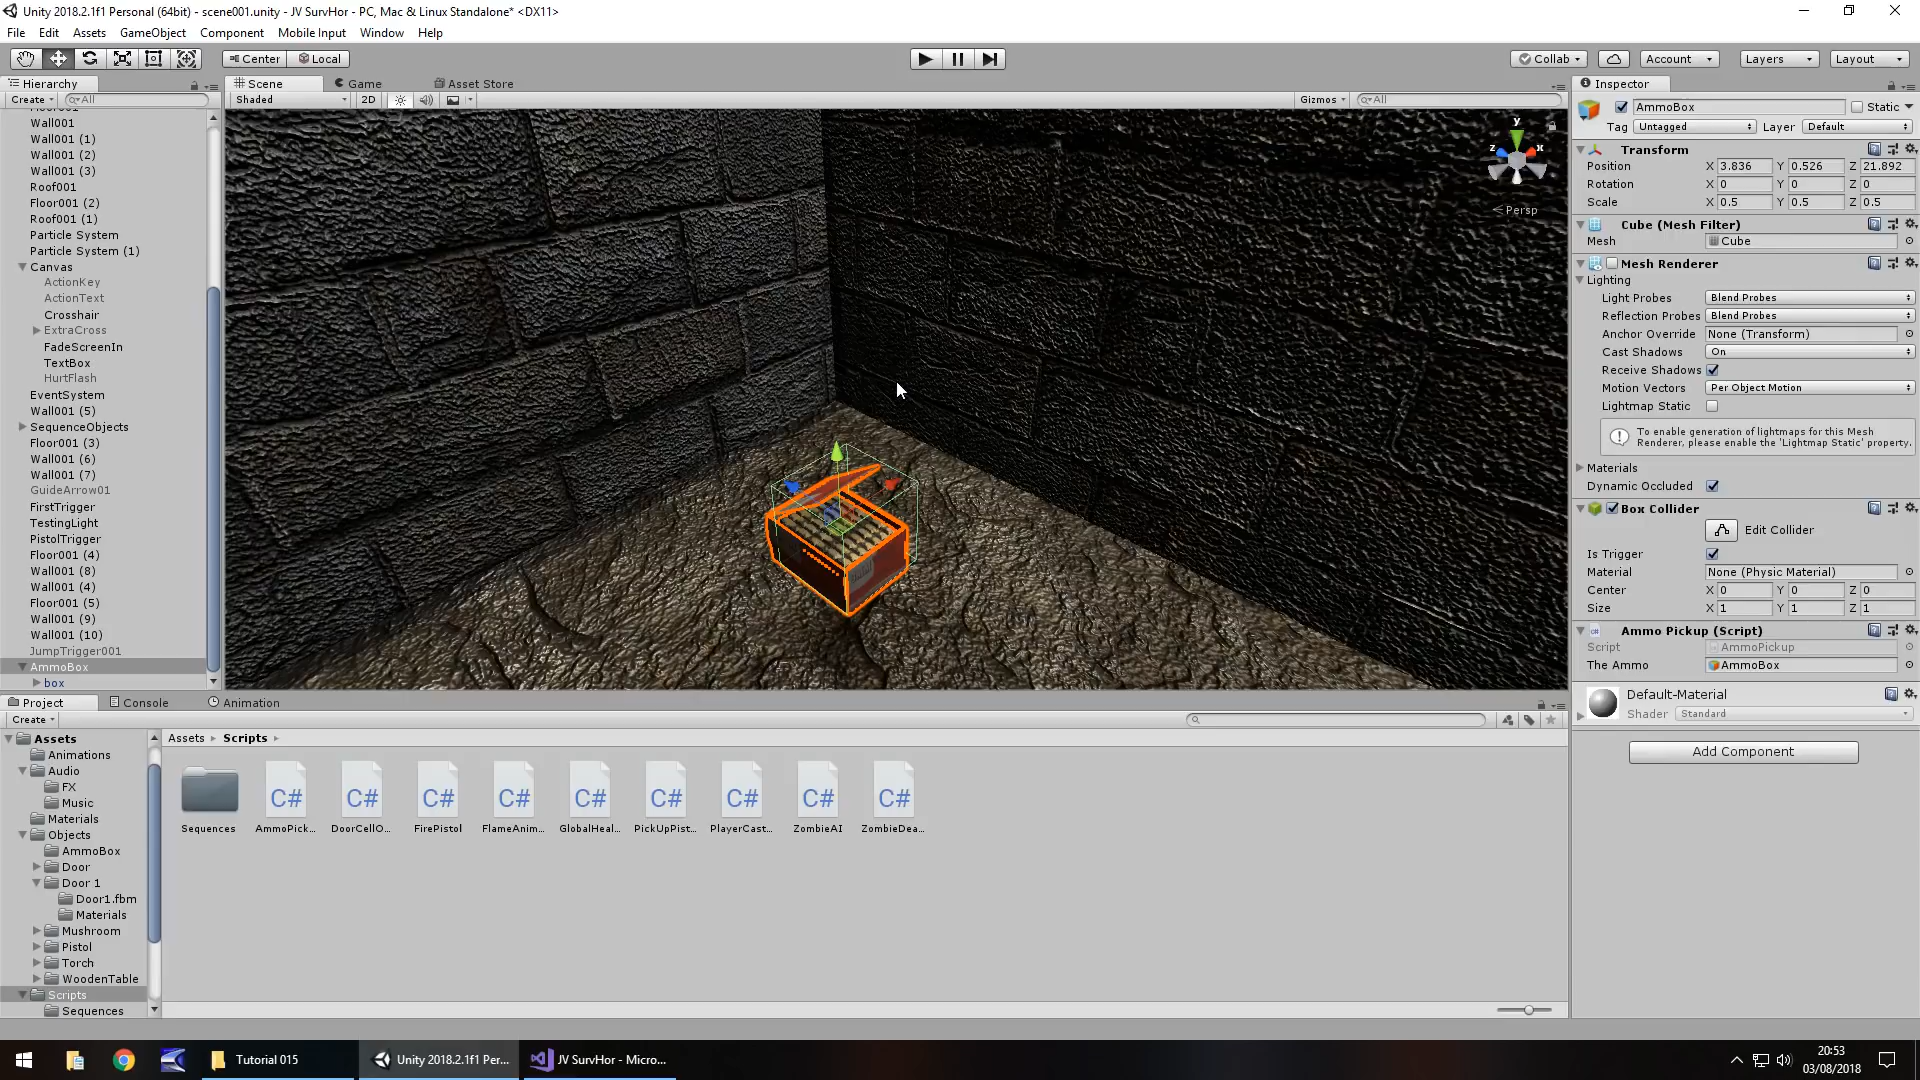 Unity 2018.2.1f1 Personal (64bit) - scene001.unity - JV SurvHor - PC, Mac & Linux Standalone* <DX11>
File Edit Assets GameObject Component Mobile Input Window Help
Center Local Collab Account Layers Layout
Hierarchy
Create All
Wall001
Wall001 (1)
Wall001 (2)
Wall001 (3)
Roof001
Floor001 (2)
Roof001 (1)
Particle System
Particle System (1)
Canvas
ActionKey
ActionText
Crosshair
ExtraCross
FadeScreenIn
TextBox
HurtFlash
EventSystem
Wall001 (5)
SequenceObjects
Floor001 (3)
Wall001 (6)
Wall001 (7)
GuideArrow01
FirstTrigger
TestingLight
PistolTrigger
Floor001 (4)
Wall001 (8)
Wall001 (4)
Floor001 (5)
Wall001 (9)
Wall001 (10)
JumpTrigger001
AmmoBox
box
Scene Game Asset Store
Shaded 2D Gizmos All
y
z x
Persp
Inspector
AmmoBox Static
Tag Untagged Layer Default
Transform
Position X 3.836 Y 0.526 Z 21.892
Rotation X 0 Y 0 Z 0
Scale X 0.5 Y 0.5 Z 0.5
Cube (Mesh Filter)
Mesh Cube
Mesh Renderer
Lighting
Light Probes Blend Probes
Reflection Probes Blend Probes
Anchor Override None (Transform)
Cast Shadows On
Receive Shadows
Motion Vectors Per Object Motion
Lightmap Static
To enable generation of lightmaps for this Mesh
Renderer, please enable the 'Lightmap Static' property.
Materials
Dynamic Occluded
Box Collider
Edit Collider
Is Trigger
Material None (Physic Material)
Center X 0 Y 0 Z 0
Size X 1 Y 1 Z 1
Ammo Pickup (Script)
Script AmmoPickup
The Ammo AmmoBox
Default-Material
Shader Standard
Add Component
Project Console Animation
Create
Assets
Animations
Audio
FX
Music
Materials
Objects
AmmoBox
Door
Door 1
Door1.fbm
Materials
Mushroom
Pistol
Torch
WoodenTable
Scripts
Sequences
Assets Scripts
C# C# C# C# C# C# C# C# C#
Sequences AmmoPick... DoorCellO... FirePistol FlameAnim... GlobalHeal... PickUpPist... PlayerCast... ZombieAI ZombieDea...
Tutorial 015 Unity 2018.2.1f1 Per... JV SurvHor - Micro...
20:53
03/08/2018